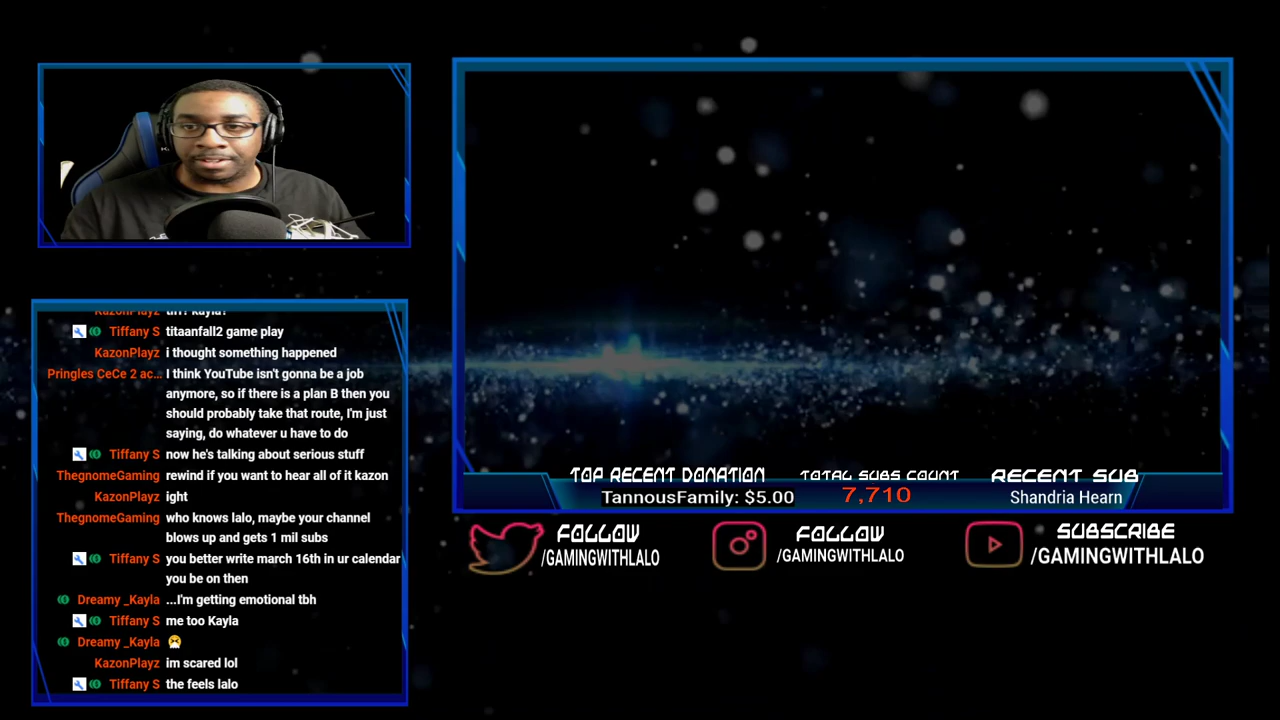 Tiffany S titaanfall2 game play
KazonPlayz i thought something happened
Pringles CeCe 2 ac... I think YouTube isn't gonna be a job
anymore, so if there is a plan B then you
should probably take that route, I'm just
saying, do whatever u have to do
Tiffany S now he's talking about serious stuff
ThegnomeGaming rewind if you want to hear all of it kazon
KazonPlayz ight
ThegnomeGaming who knows lalo, maybe your channel
blows up and gets 1 mil subs
Tiffany S you better write march 16th in ur calendar
you be on then
Dreamy _Kayla ...I'm getting emotional tbh
Tiffany S me too Kayla
Dreamy _Kayla
KazonPlayz im scared lol
Tiffany S the feels lalo
TOP RECENT DONATION
TannousFamily: $5.00
TOTAL SUBS COUNT
7,710
RECENT SUB
Shandria Hearn
FOLLOW
/GAMINGWITHLALO
FOLLOW
/GAMINGWITHLALO
SUBSCRIBE
/GAMINGWITHLALO